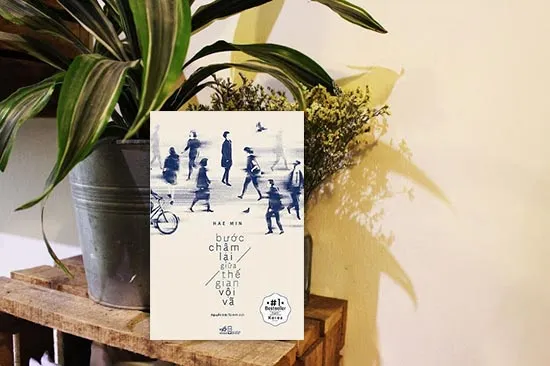 HAE MIN
bước
chậm
lại
giữa
thế
gian
vội
vã
#1
Bestseller
Korea